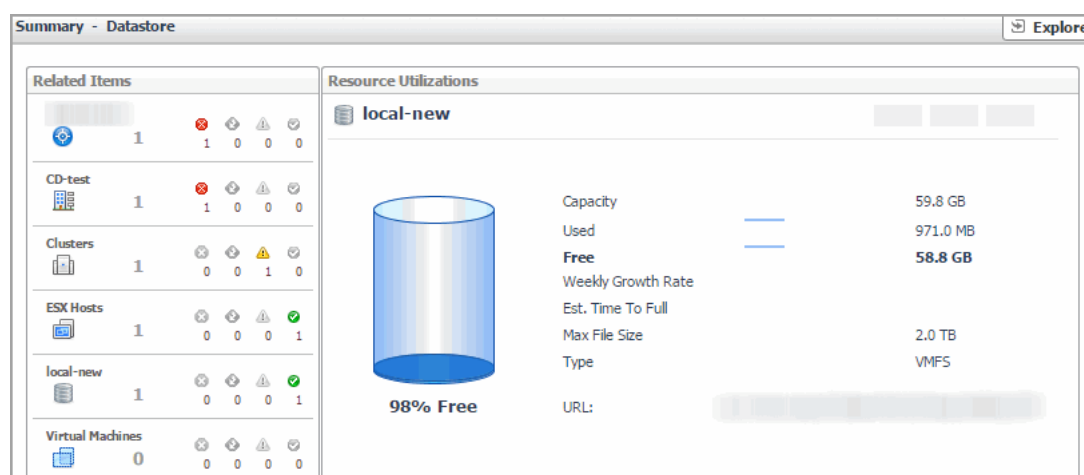 Summary - Datastore
Explore
Related Items
1
1 0 0 0
CD-test
1
1 0 0 0
Clusters
1
0 0 1 0
ESX Hosts
1
0 0 0 1
local-new
1
0 0 0 1
Virtual Machines
0
0 0 0 0
Resource Utilizations
local-new
98% Free
Capacity 59.8 GB
Used 971.0 MB
Free 58.8 GB
Weekly Growth Rate
Est. Time To Full
Max File Size 2.0 TB
Type VMFS
URL: